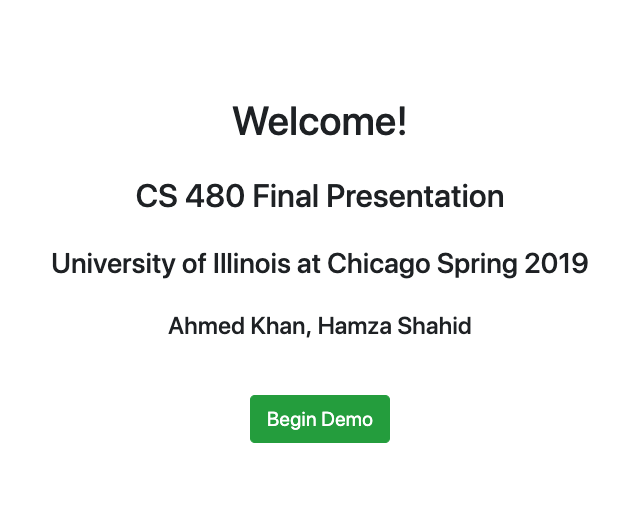 Welcome!
CS 480 Final Presentation
University of Illinois at Chicago Spring 2019
Ahmed Khan, Hamza Shahid
Begin Demo